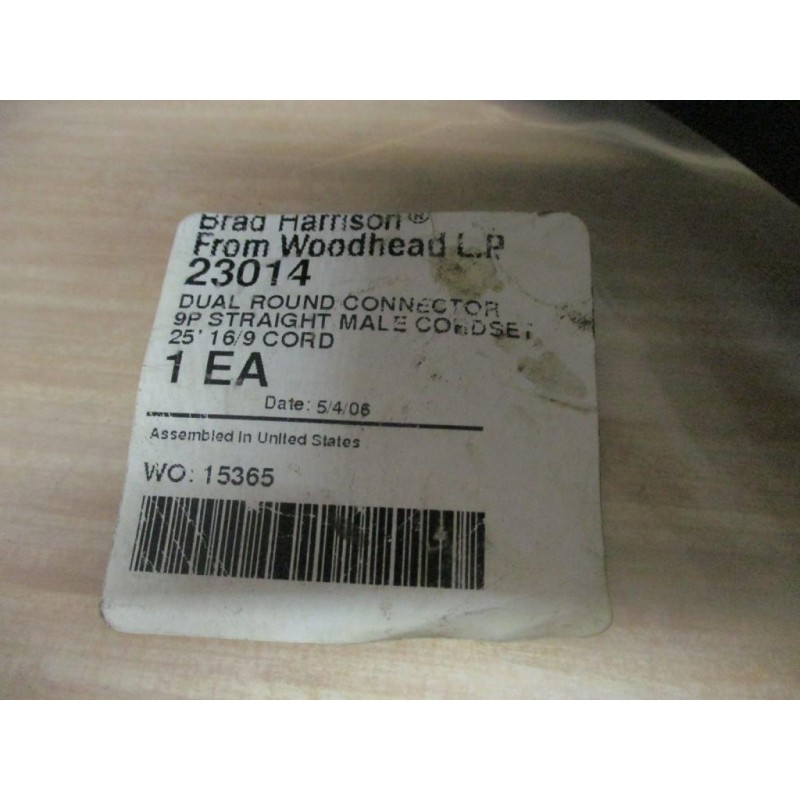 Brad Harrison®
From Woodhead L.P.
23014
DUAL ROUND CONNECTOR
9P STRAIGHT MALE CORDSET
25' 16/9 CORD
1 EA
Date: 5/4/06
Assembled in United States
WO: 15365